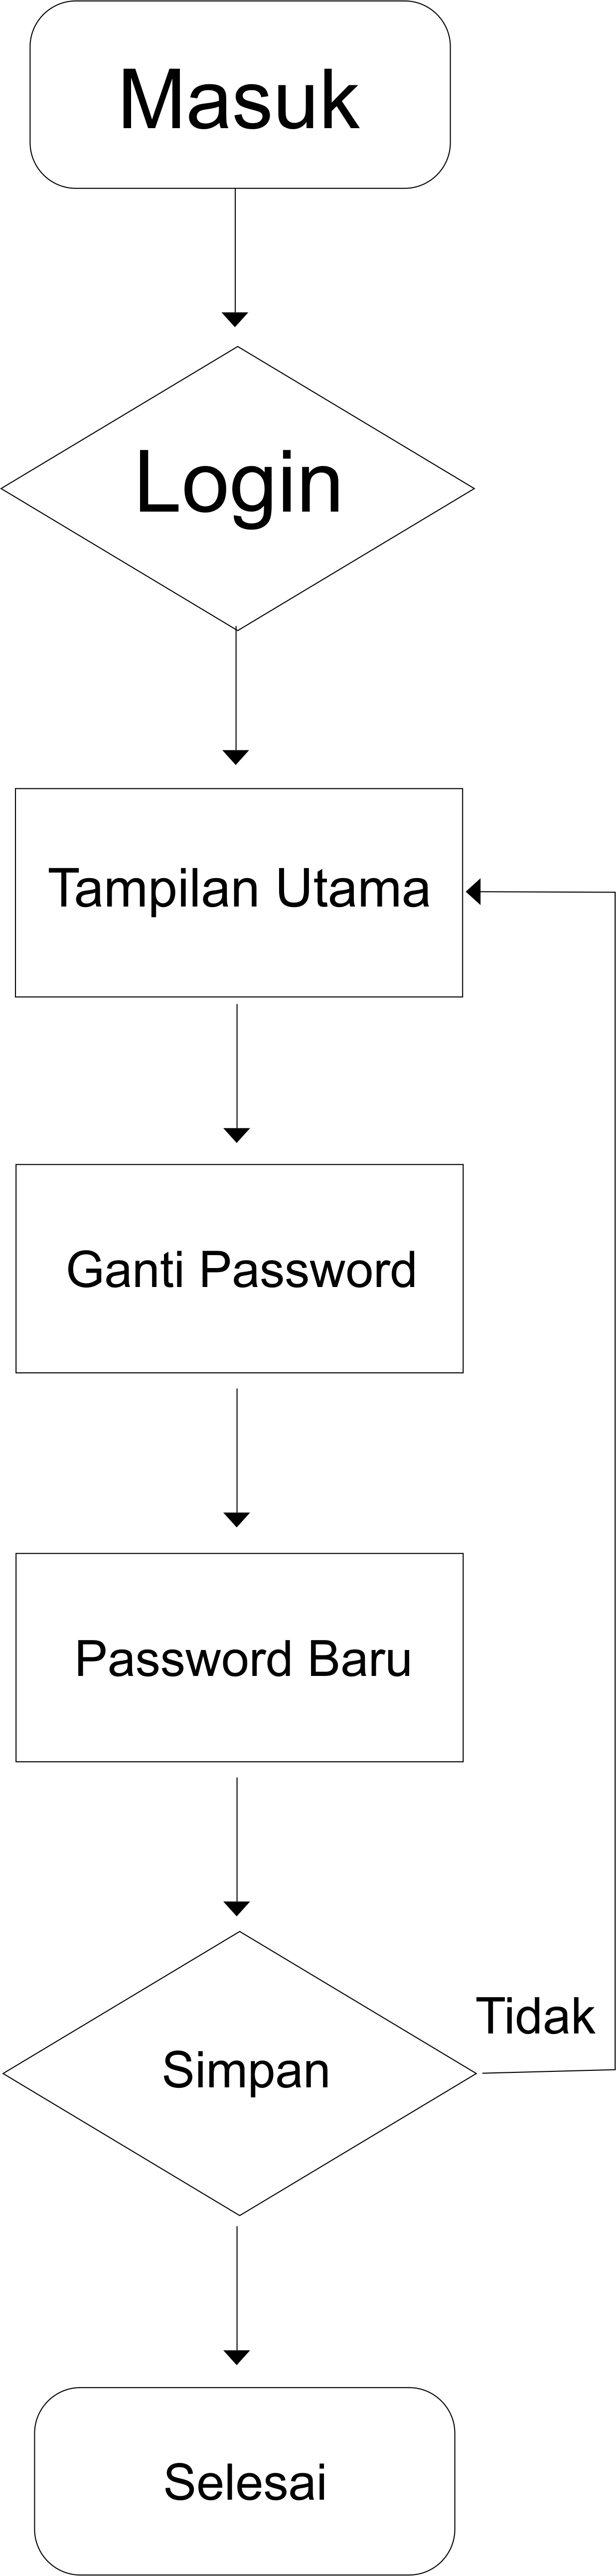 Masuk
Login
Tampilan Utama
Ganti Password
Password Baru
Tidak
Simpan
Selesai